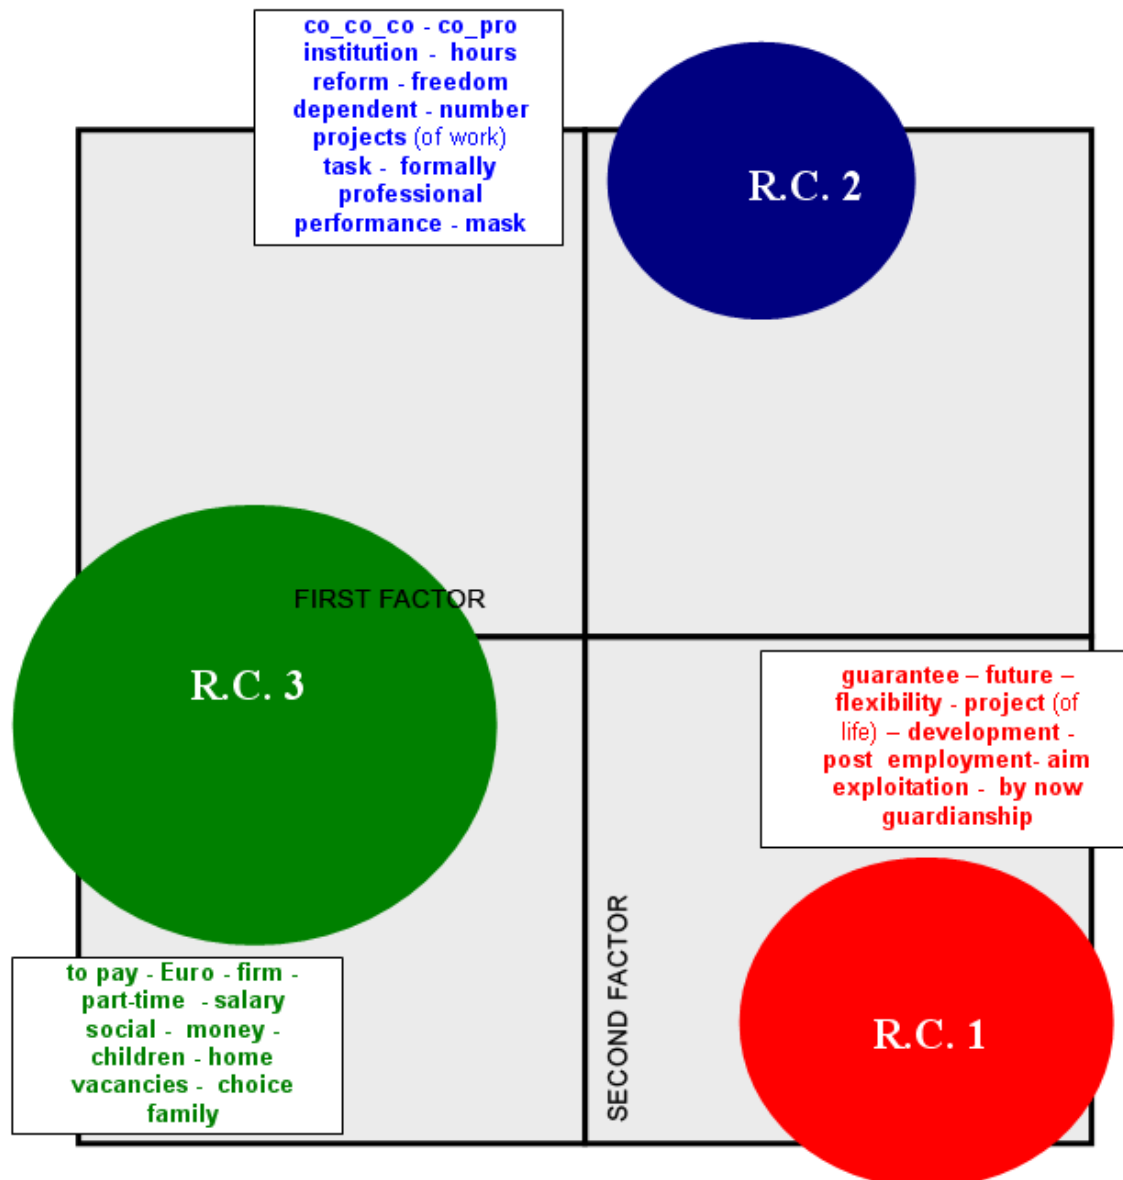 co_co_co - co_pro
institution - hours
reform - freedom
dependent - number
projects (of work)
task - formally
professional
performance - mask
R.C. 2
FIRST FACTOR
R.C. 3
guarantee – future –
flexibility - project (of
life) – development -
post employment- aim
exploitation - by now
guardianship
SECOND FACTOR
R.C. 1
to pay - Euro - firm -
part-time - salary
social - money -
children - home
vacancies - choice
family